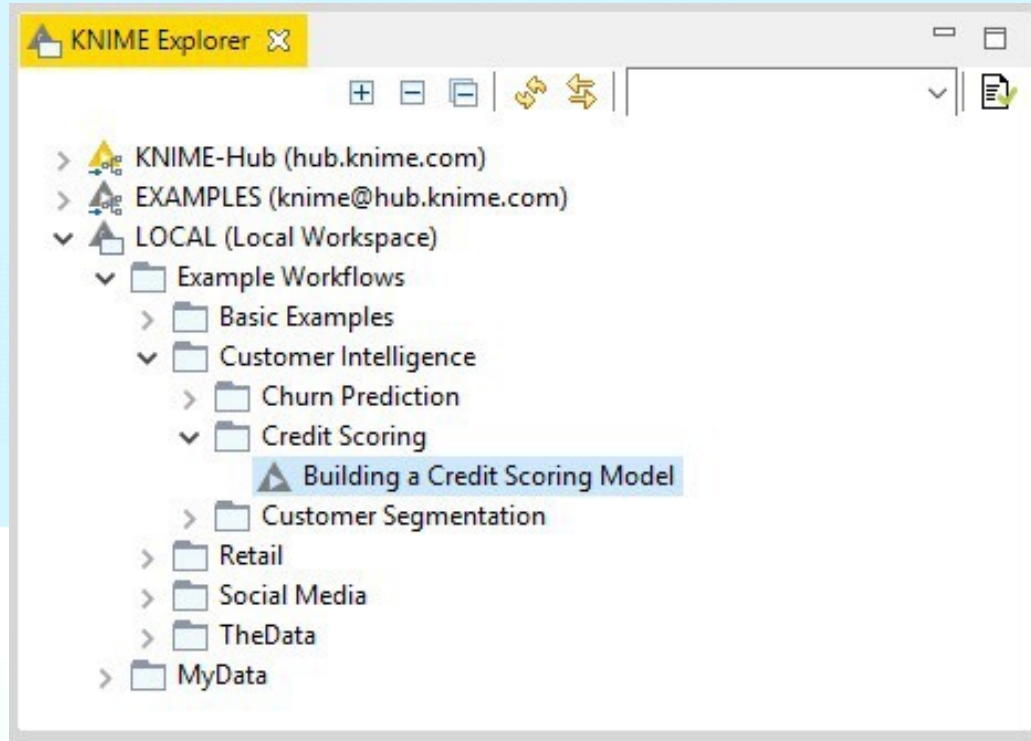 KNIME Explorer
KNIME-Hub (hub.knime.com)
EXAMPLES (knime@hub.knime.com)
LOCAL (Local Workspace)
Example Workflows
Basic Examples
Customer Intelligence
Churn Prediction
Credit Scoring
Building a Credit Scoring Model
Customer Segmentation
Retail
Social Media
TheData
MyData